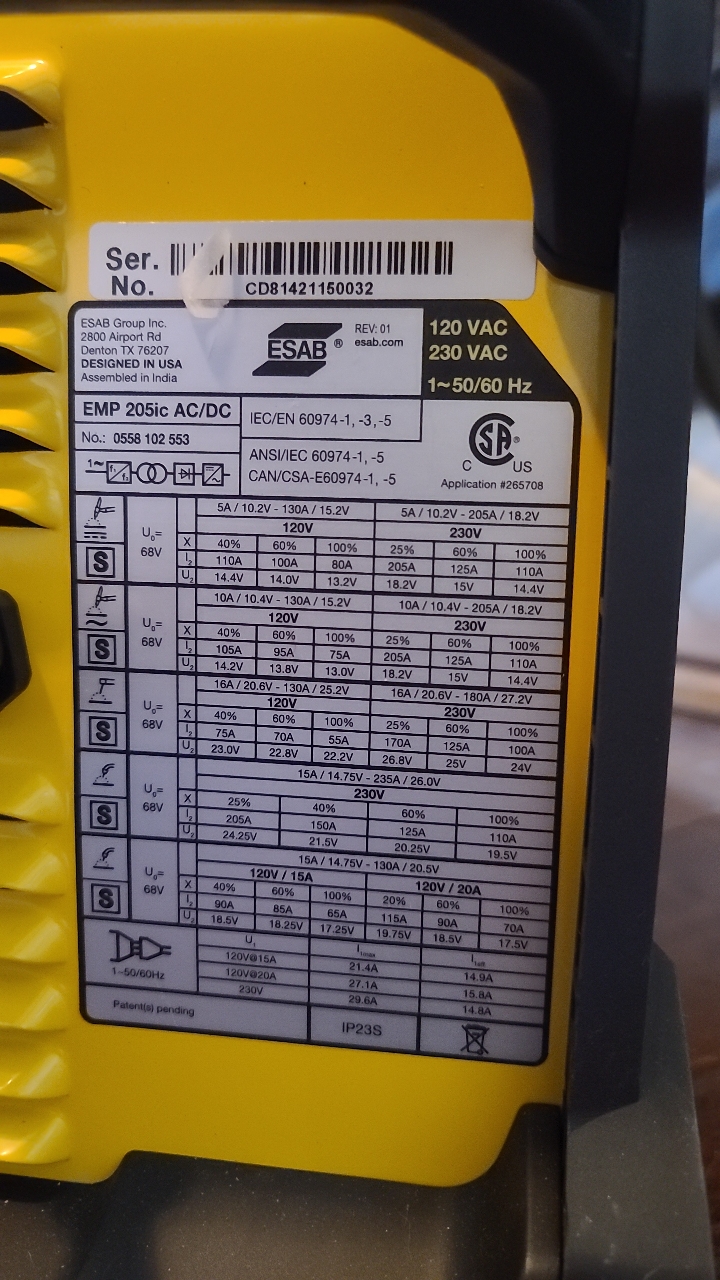 Ser.
No.
CD81421150032
ESAB Group Inc.
2800 Airport Rd
Denton TX 76207
DESIGNED IN USA
Assembled in India
ESAB ®
REV: 01
esab.com
120 VAC
230 VAC
1~50/60 Hz
EMP 205ic AC/DC
No.: 0558 102 553
IEC/EN 60974-1, -3,-5
ANSI/IEC 60974-1, -5
CAN/CSA-E60974-1, -5
CSA ®
C US
Application #265708
1~ f₁ f₂
S
U₀=
68V
5A / 10.2V - 130A / 15.2V 5A / 10.2V - 205A / 18.2V
120V 230V
X 40% 60% 100% 25% 60% 100%
I₂ 110A 100A 80A 205A 125A 110A
U₂ 14.4V 14.0V 13.2V 18.2V 15V 14.4V
S
U₀=
68V
10A / 10.4V - 130A / 15.2V 10A / 10.4V - 205A / 18.2V
120V 230V
X 40% 60% 100% 25% 60% 100%
I₂ 105A 95A 75A 205A 125A 110A
U₂ 14.2V 13.8V 13.0V 18.2V 15V 14.4V
S
U₀=
68V
16A / 20.6V - 130A / 25.2V 16A / 20.6V - 180A / 27.2V
120V 230V
X 40% 60% 100% 25% 60% 100%
I₂ 75A 70A 55A 170A 125A 100A
U₂ 23.0V 22.8V 22.2V 26.8V 25V 24V
S
U₀=
68V
15A / 14.75V - 235A / 26.0V
230V
X 25% 40% 60% 100%
I₂ 205A 150A 125A 110A
U₂ 24.25V 21.5V 20.25V 19.5V
S
U₀=
68V
15A / 14.75V - 130A / 20.5V
120V / 15A 120V / 20A
X 40% 60% 100% 20% 60% 100%
I₂ 90A 85A 65A 115A 90A 70A
U₂ 18.5V 18.25V 17.25V 19.75V 18.5V 17.5V
1~50/60Hz
U₁ I₁max I₁eff
120V@15A 21.4A 14.9A
120V@20A 27.1A 15.8A
230V 29.6A 14.8A
Patent(s) pending
IP23S